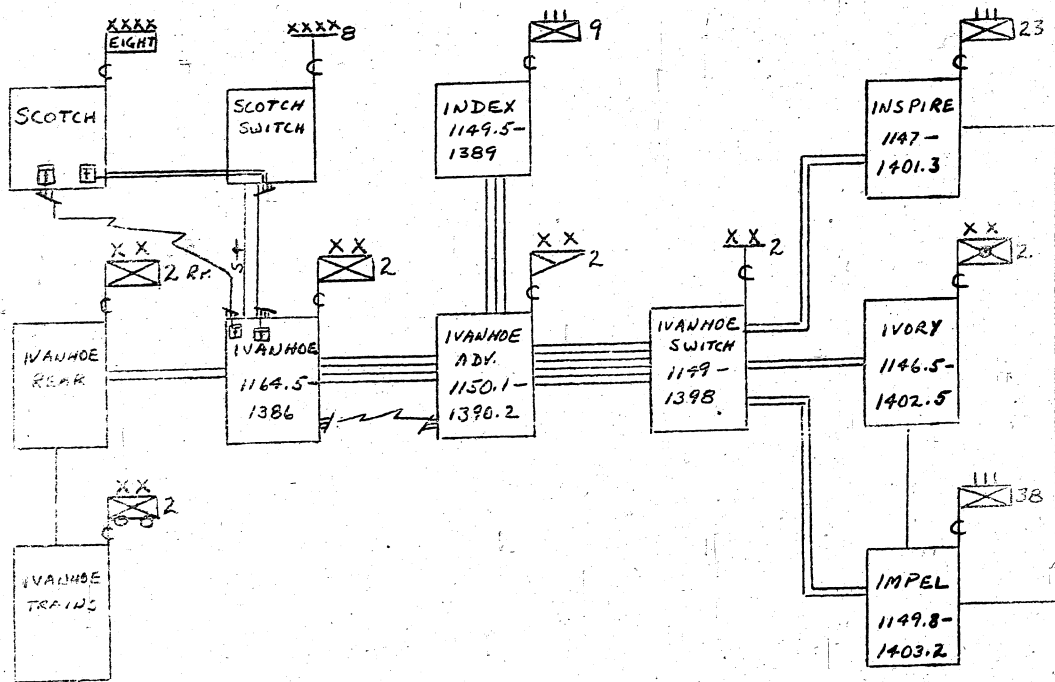 XXXX
EIGHT
SCOTCH
XXXX 8
SCOTCH
SWITCH
III
9
INDEX
1149.5-
1389
III
23
INSPIRE
1147-
1401.3
XX
2 Rr.
IVANHOE
REAR
S+
XX
2
IVANHOE
1164.5-
1386
XX
2
IVANHOE
ADV.
1150.1-
1390.2
XX 2
IVANHOE
SWITCH
1149-
1398
XX
2.
IVORY
1146.5-
1402.5
XX
2
IVANHOE
TRAINS
III
38
IMPEL
1149.8-
1403.2